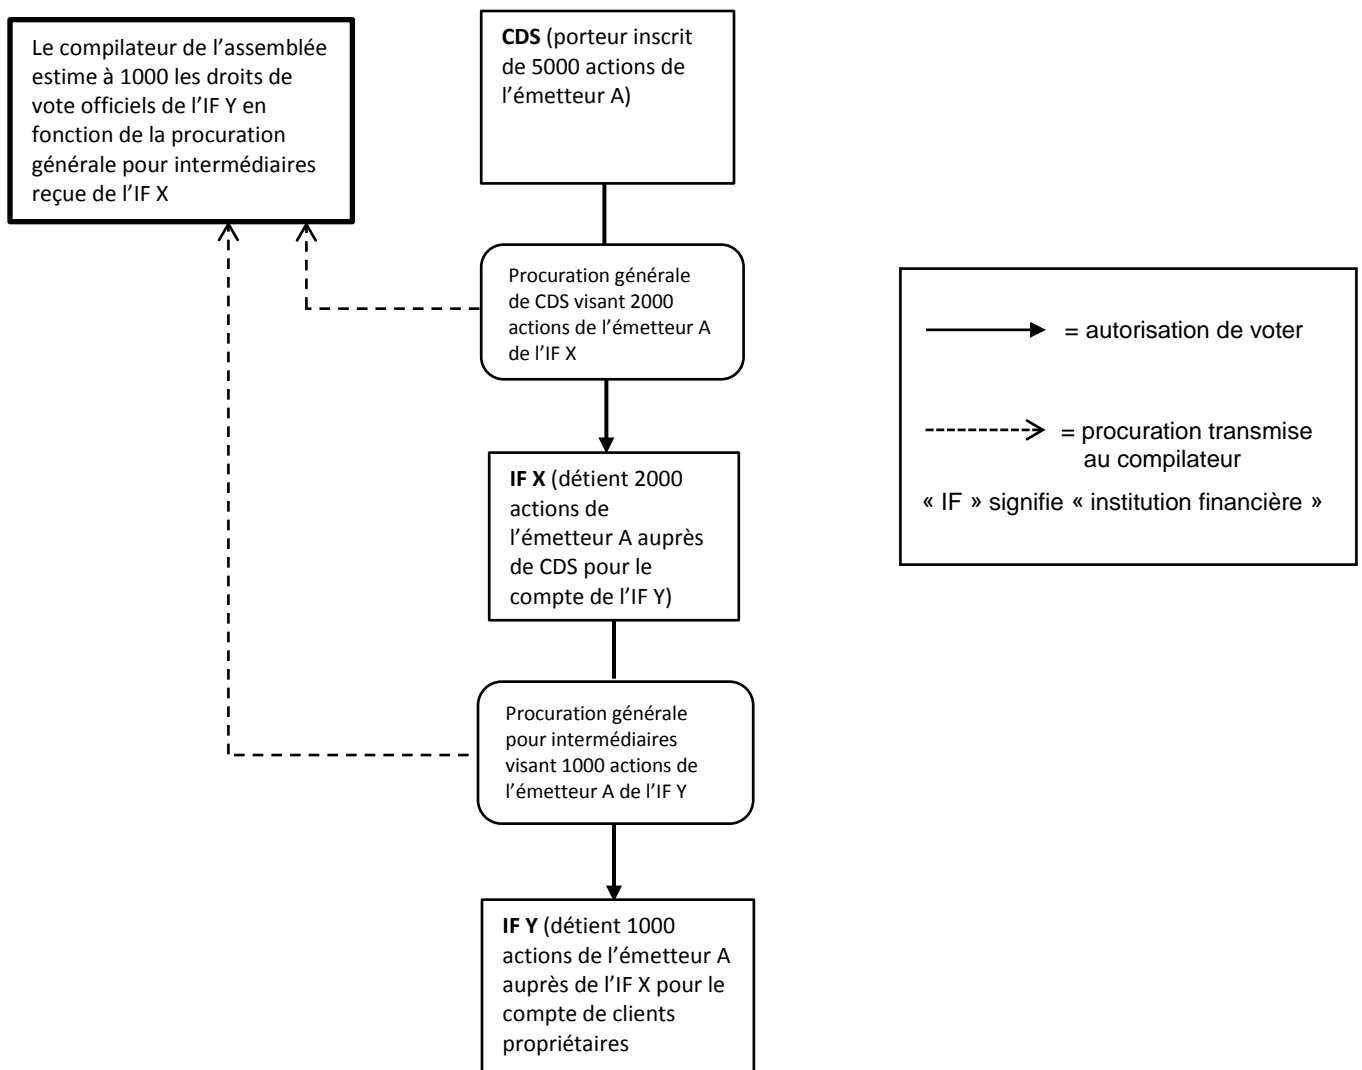 Le compilateur de l’assemblée
estime à 1000 les droits de
vote officiels de l’IF Y en
fonction de la procuration
générale pour intermédiaires
reçue de l’IF X
CDS (porteur inscrit
de 5000 actions de
l’émetteur A)
Procuration générale
de CDS visant 2000
actions de l’émetteur A
de l’IF X
= autorisation de voter
= procuration transmise
au compilateur
« IF » signifie « institution financière »
IF X (détient 2000
actions de
l’émetteur A auprès
de CDS pour le
compte de l’IF Y)
Procuration générale
pour intermédiaires
visant 1000 actions de
l’émetteur A de l’IF Y
IF Y (détient 1000
actions de l’émetteur A
auprès de l’IF X pour le
compte de clients
propriétaires